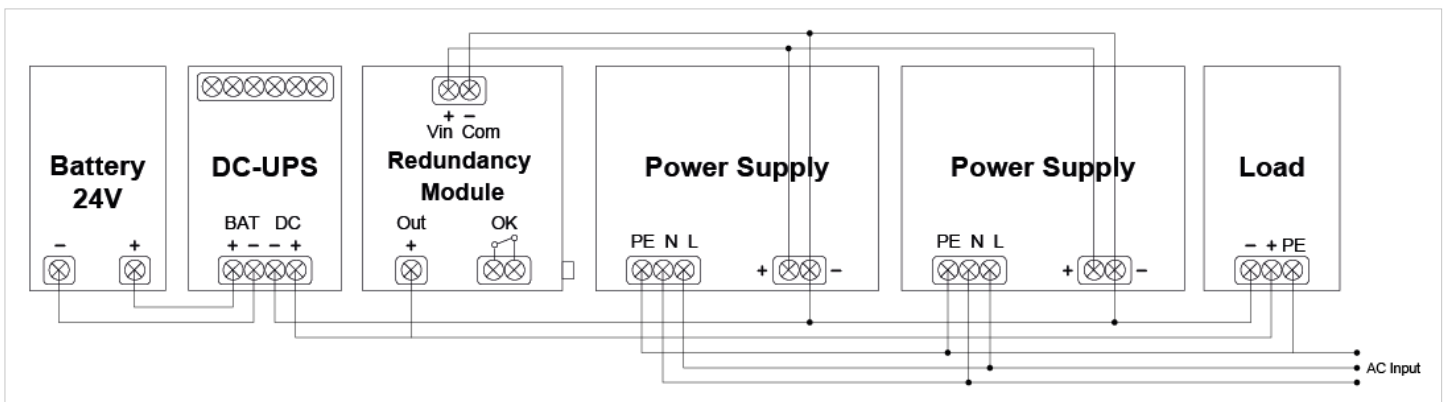 Battery
24V
- +
DC-UPS
BAT DC
+ - - +
+ -
Vin Com
Redundancy
Module
Out OK
+
Power Supply
PE N L
+ -
Power Supply
PE N L
+ -
Load
- + PE
AC Input